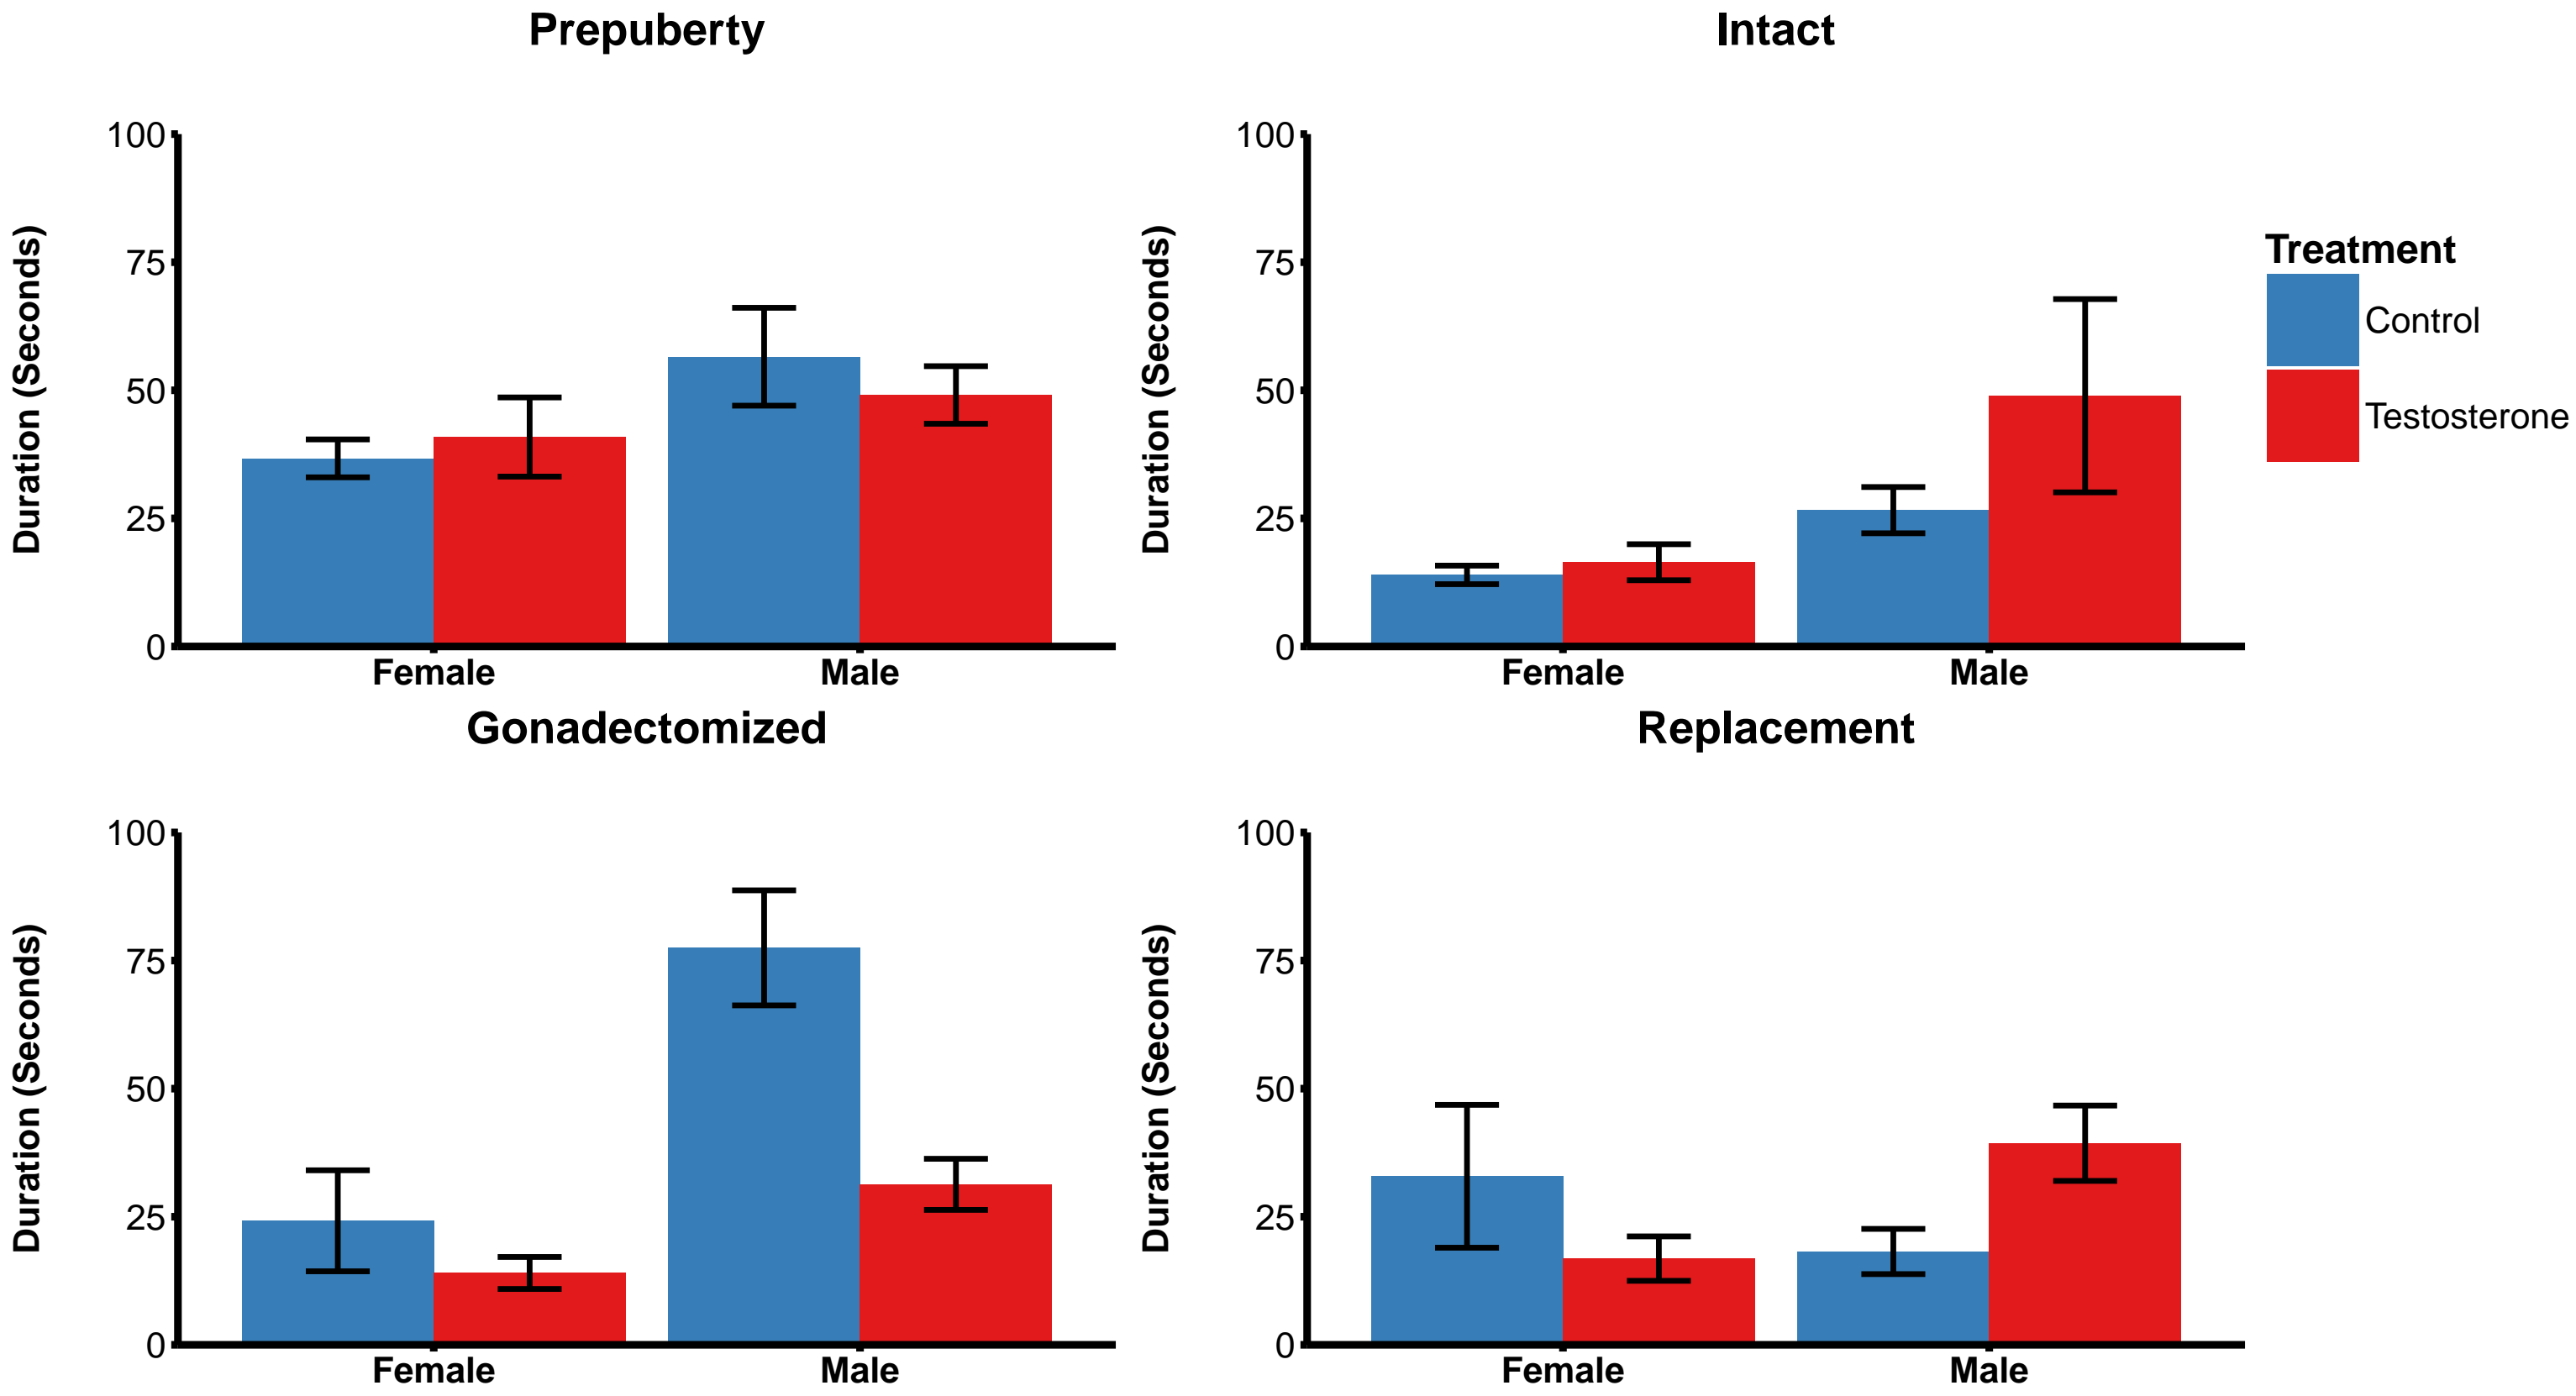 Prepuberty
Duration (Seconds)
100
75
50
25
0
Female Male
Intact
Duration (Seconds)
100
75
50
25
0
Female Male
Treatment
Control
Testosterone
Gonadectomized
Duration (Seconds)
100
75
50
25
0
Female Male
Replacement
Duration (Seconds)
100
75
50
25
0
Female Male